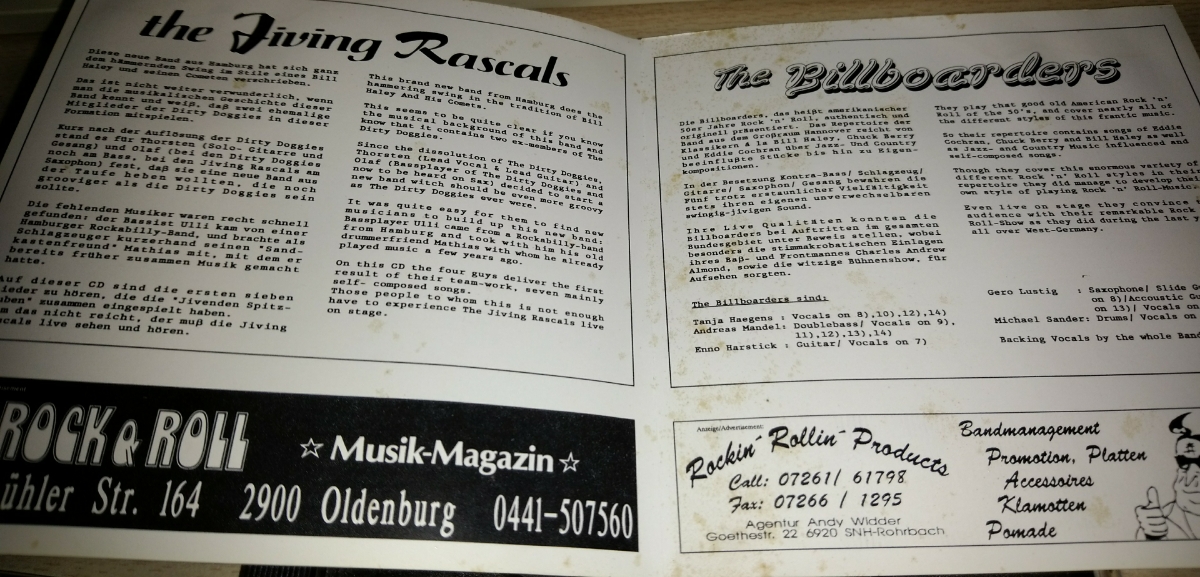 the Jiving Rascals
Diese neue Band aus Hamburg hat sich ganz
dem hämmernden Swing im Stile eines Bill
Haley und seinen Cometen verschrieben.
Das ist nicht weiter verwunderlich, wenn
man die musikalischen Geschichte dieser
Band kennt und weiß, daß zwei ehemalige
Mitglieder der Dirty Doggies in dieser
Formation mitspielen.
Kurz nach der Auflösung der Dirty Doggies
stand es für Thorsten (Solo- Gitarre und
Gesang) und Olaf (bei den Dirty Doggies
noch am Bass, bei den Jiving Rascals am
Saxophon) fest, daß sie eine neue Band aus
der Taufe heben wollten, die noch
grooviger als die Dirty Doggies sein
sollte.
Die fehlenden Musiker waren recht schnell
gefunden: der Bassist Ulli kam von einer
Hamburger Rockabilly-Band, und brachte als
Schlagzeuger kurzerhand seinen "Sand-
kastenfreund" Mathias mit, mit dem er
bereits früher zusammen Musik gemacht
hatte.
Auf dieser CD sind die ersten sieben
ieder zu hören, die die "Jivenden Spitz-
uben" zusammen eingespielt haben.
m das nicht reicht, der muß die Jiving
scals live sehen und hören.
This brand new band from Hamburg does the
hammering swing in the tradition of Bill
Haley And His Comets.
This seems to be quite clear if you know
the musical background of this band and
know that it contains two ex-members of The
Dirty Doggies.
Since the dissolution of The Dirty Doggies,
Thorsten (Lead Vocal & Lead Guitar) and
Olaf (Bassplayer of The Dirty Doggies and
now to be heard on sax) decided to start a
new band witch should be even more groovy
as The Dirty Doggies ever were.
It was quite easy for them to find new
musicians to build up this new band:
Bassplayer Ulli came from a Rockabilly-band
from Hamburg and took with him his old
drummerfriend Mathias with whom he already
played music a few years ago.
On this CD the four guys deliver the first
result of their team-work, seven mainly
self- composed songs.
Those people to whom this is not enough
have to experience The Jiving Rascals live
on stage.
ROCK & ROLL
☆ Musik-Magazin ☆
ühler Str. 164 2900 Oldenburg 0441-507560
The Billboarders
Die Billboarders, das heißt amerikanischer
50er Jahre Rock 'n' Roll, authentisch und
originell präsentiert. Das Repertoire der
Band aus dem Großraum Hannover reicht von
Klassikern à la Bill Haley, Chuck Berry
und Eddie Cochran über Jazz- Und Country
beeinflußte Stücke bis hin zu Eigen-
kompositionen.
In der Besetzung Kontra-Bass/ Schlagzeug/
Gitarre/ Saxophon/ Gesang bewahren die
Fünf trotz erstaunlicher Vielfältigkeit
stets ihren eigenen unverwechselbaren
swingig-jivigen Sound.
Ihre Live Qualitäten konnten die
Billboarders bei Auftritten im gesamten
Bundesgebiet unter Beweis stellen, wobei
besonders die stimmakrobatischen Einlagen
ihres Baß- und Frontmannes Charles Andrew
Almond, sowie die witzige Bühnenshow, für
Aufsehen sorgten.
They play that good old American Rock 'n'
Roll of the 50's, and cover nearly all of
the different styles of this frantic music.
So their repertoire contains songs of Eddie
Cochran, Chuck Berry and Bill Haley as well
as Jazz- and Country Music influenced and
self-composed songs.
Though they cover this enormous variety of
different Rock 'n' Roll styles in their
repertoire they did manage to develop their
own style of playing Rock 'n' Roll-Music.
Even live on stage they convince
audience with their remarkable Rock
Roll-Show as they did during the last
all over West-Germany.
The Billboarders sind:
Tanja Haegens : Vocals on 8),10),12),14)
Andreas Mandel: Doublebass/ Vocals on 9),
11),12),13),14)
Enno Harstick : Guitar/ Vocals on 7)
Gero Lustig : Saxophone/ Slide
on 8)/Accoustic
on 13)/ Vocals on
Michael Sander: Drums/ Vocals on
Backing Vocals by the whole
Anzeige/Advertisement:
Rockin' Rollin' Products
Call: 07261/ 61798
Fax: 07266 / 1295
Agentur Andy Widder
Goethestr. 22 6920 SNH-Rohrbach
Bandmanagement
Promotion, Platten
Accessoires
Klamotten
Pomade